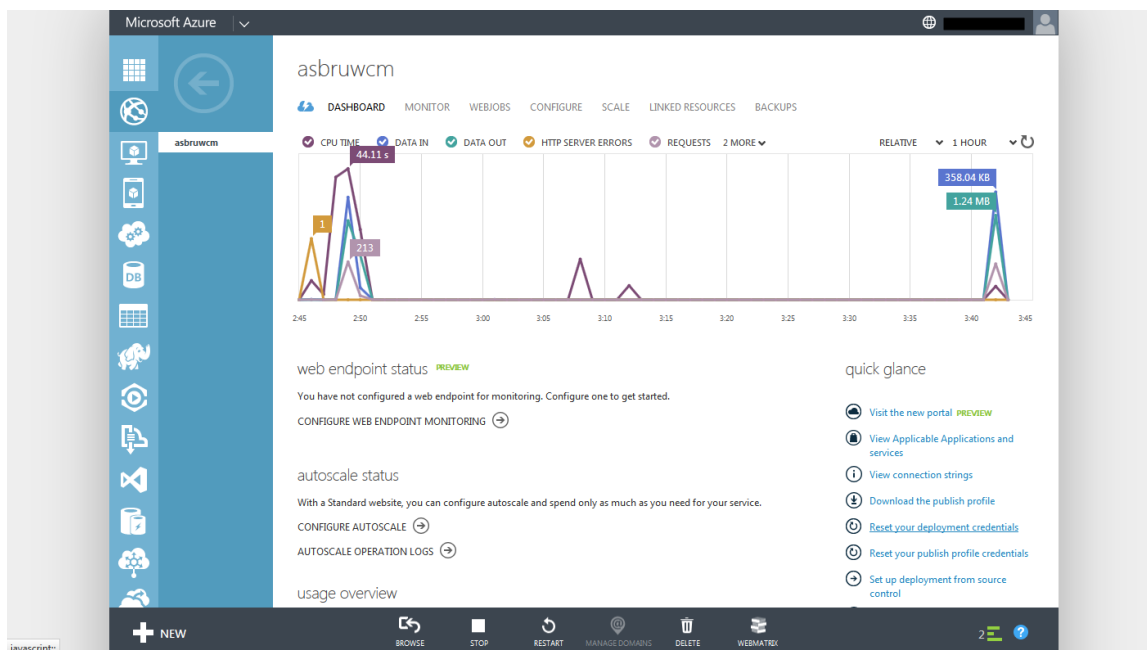 Microsoft Azure
asbruwcm
DASHBOARD MONITOR WEBJOBS CONFIGURE SCALE LINKED RESOURCES BACKUPS
asbruwcm
CPU TIME DATA IN DATA OUT HTTP SERVER ERRORS REQUESTS 2 MORE RELATIVE 1 HOUR
44.11 s
358.04 KB
1.24 MB
1
213
2:45 2:50 2:55 3:00 3:05 3:10 3:15 3:20 3:25 3:30 3:35 3:40 3:45
DB
web endpoint status PREVIEW
You have not configured a web endpoint for monitoring. Configure one to get started.
CONFIGURE WEB ENDPOINT MONITORING
autoscale status
With a Standard website, you can configure autoscale and spend only as much as you need for your service.
CONFIGURE AUTOSCALE
AUTOSCALE OPERATION LOGS
usage overview
quick glance
Visit the new portal PREVIEW
View Applicable Applications and
services
View connection strings
Download the publish profile
Reset your deployment credentials
Reset your publish profile credentials
Set up deployment from source
control
NEW
BROWSE STOP RESTART MANAGE DOMAINS DELETE WEBMATRIX
2
?
javascript:;